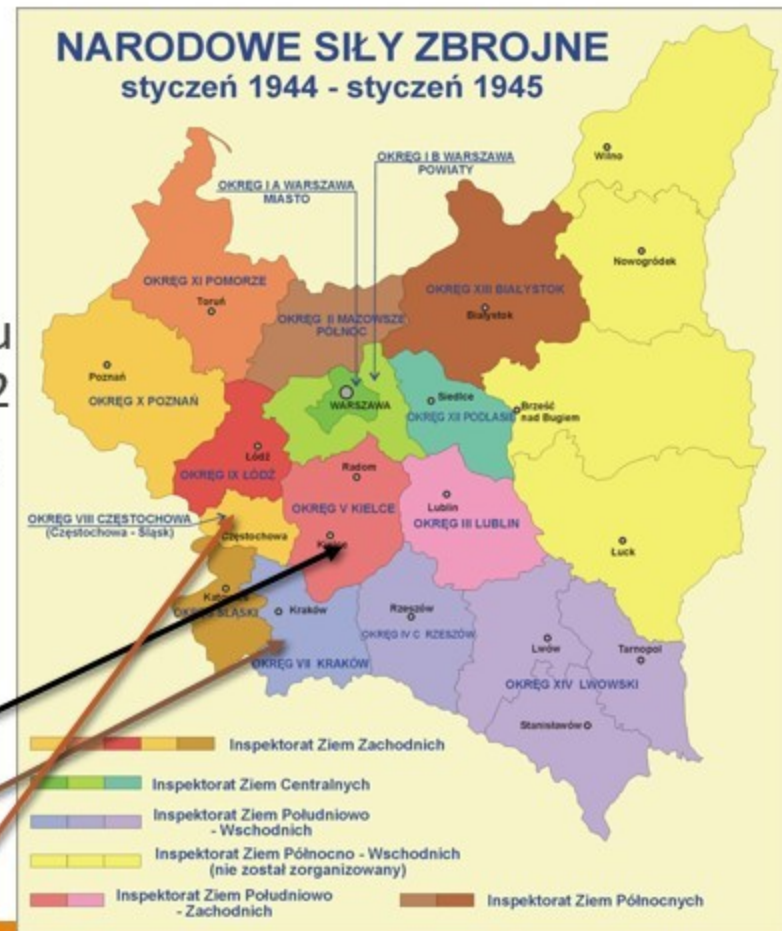 NARODOWE SIŁY ZBROJNE
styczeń 1944 - styczeń 1945
OKRĘG I B WARSZAWA
POWIATY
OKRĘG I A WARSZAWA
MIASTO
Wilno
Nowogródek
OKRĘG XI POMORZE
Toruń
OKRĘG II MAZOWSZE
PÓŁNOC
OKRĘG XIII BIAŁYSTOK
Białystok
u
2
Poznań
OKRĘG X POZNAŃ
WARSZAWA
Siedlce
OKRĘG XII PODLASIE
Brześć
nad Bugiem
Łódź
OKRĘG IX ŁÓDŹ
Radom
OKRĘG V KIELCE
Kielce
Lublin
OKRĘG III LUBLIN
OKRĘG VIII CZĘSTOCHOWA
(Częstochowa - Śląsk)
Częstochowa
Łuck
Katowice
OKRĘG ŚLĄSKI
Kraków
OKRĘG VII KRAKÓW
Rzeszów
OKRĘG IV C RZESZÓW
Lwów
Tarnopol
OKRĘG XIV LWOWSKI
Stanisławów
Inspektorat Ziem Zachodnich
Inspektorat Ziem Centralnych
Inspektorat Ziem Południowo
- Wschodnich
Inspektorat Ziem Północno - Wschodnich
(nie został zorganizowany)
Inspektorat Ziem Południowo
- Zachodnich
Inspektorat Ziem Północnych